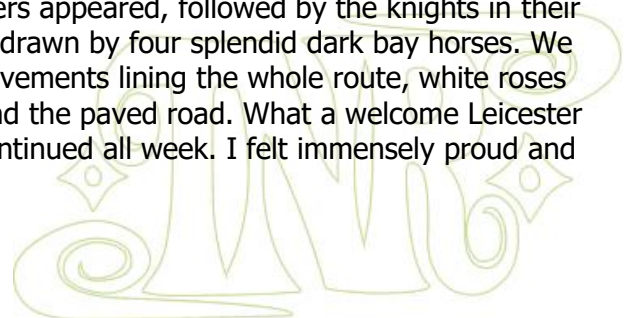 ers appeared, followed by the knights in their
drawn by four splendid dark bay horses. We
vements lining the whole route, white roses
nd the paved road. What a welcome Leicester
ntinued all week. I felt immensely proud and